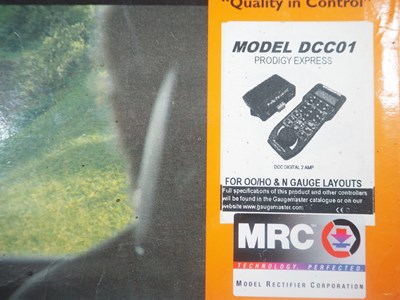 "Quality in Control"
MODEL DCC01
PRODIGY EXPRESS
DCC DIGITAL 2 AMP
FOR OO/HO & N GAUGE LAYOUTS
Full specifications of this product and other controllers
will be found in the Gaugemaster catalogue or on our
website www.gaugemaster.com
CE
MRC
TECHNOLOGY PERFECTED
MODEL RECTIFIER CORPORATION